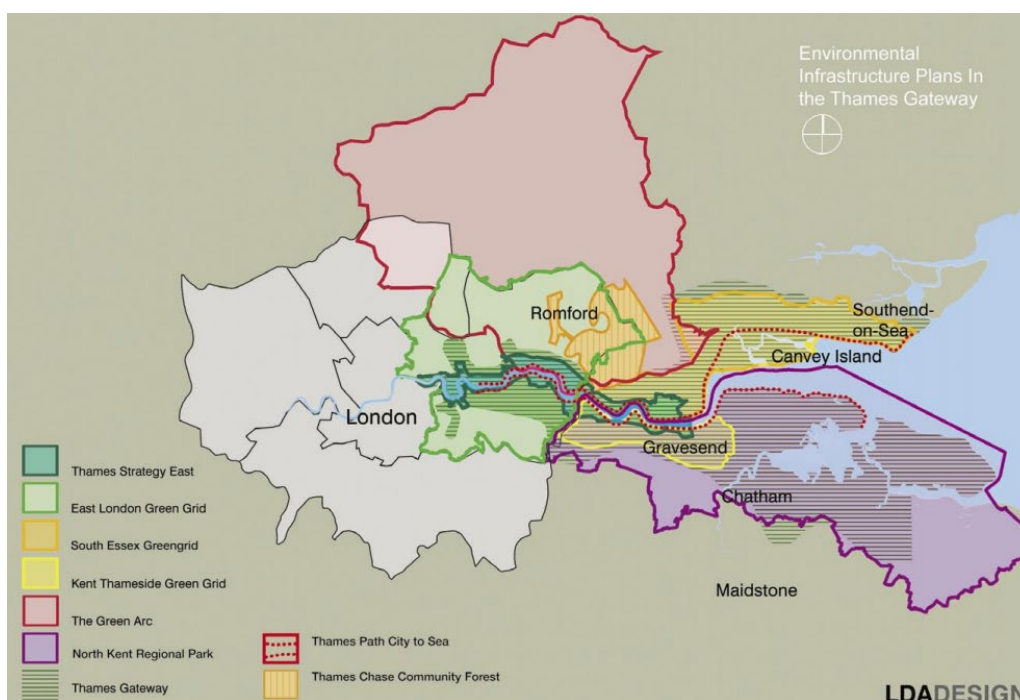 Environmental
Infrastructure Plans In
the Thames Gateway
Romford
Southend-
on-Sea
Canvey Island
London
Gravesend
Chatham
Maidstone
Thames Strategy East
East London Green Grid
South Essex Greengrid
Kent Thameside Green Grid
The Green Arc
North Kent Regional Park
Thames Gateway
Thames Path City to Sea
Thames Chase Community Forest
LDADESIGN